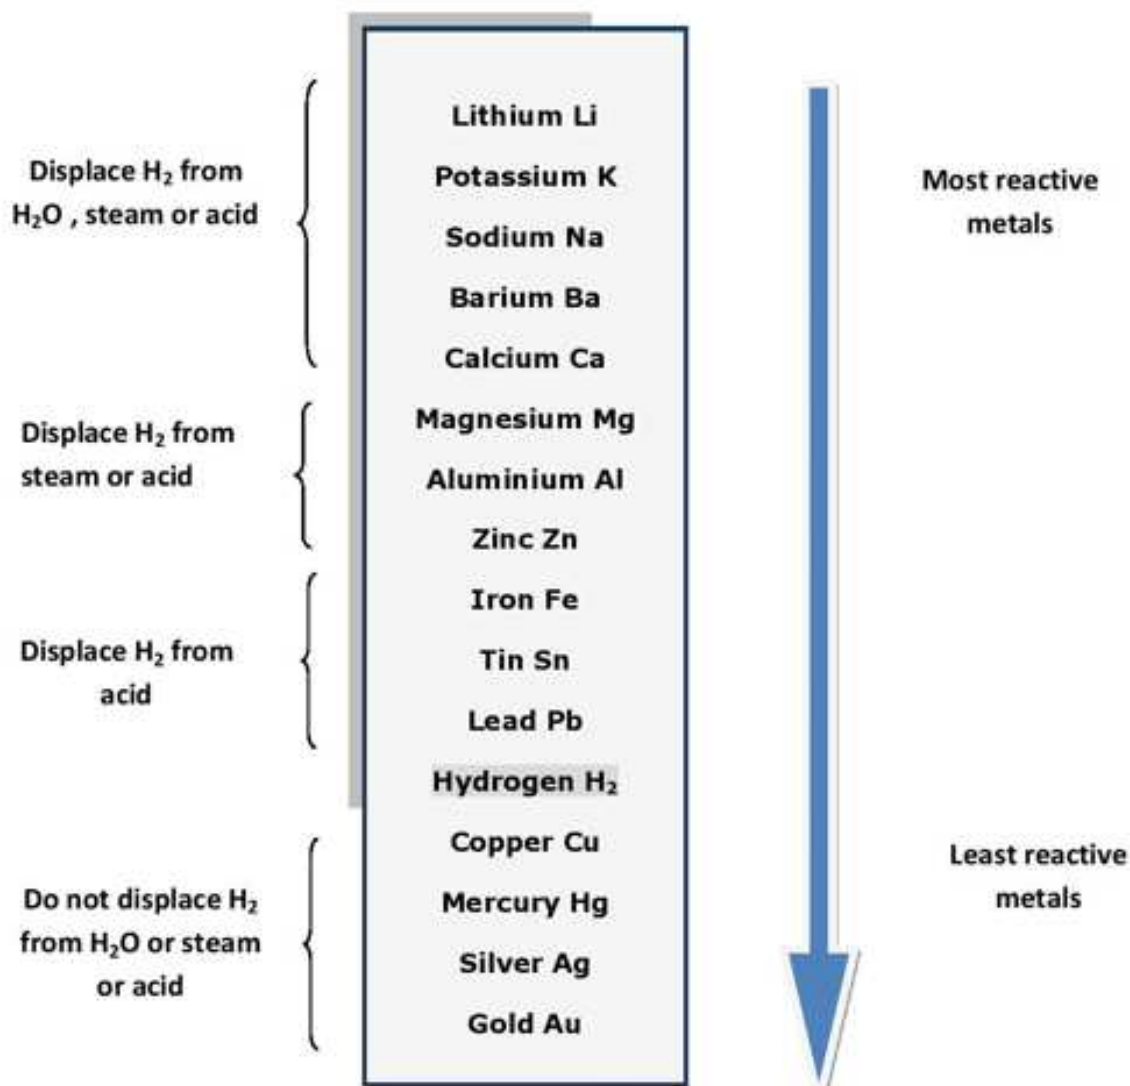 Displace H₂ from
H₂O , steam or acid
Displace H₂ from
steam or acid
Displace H₂ from
acid
Do not displace H₂
from H₂O or steam
or acid
Lithium Li
Potassium K
Sodium Na
Barium Ba
Calcium Ca
Magnesium Mg
Aluminium Al
Zinc Zn
Iron Fe
Tin Sn
Lead Pb
Hydrogen H₂
Copper Cu
Mercury Hg
Silver Ag
Gold Au
Most reactive
metals
Least reactive
metals